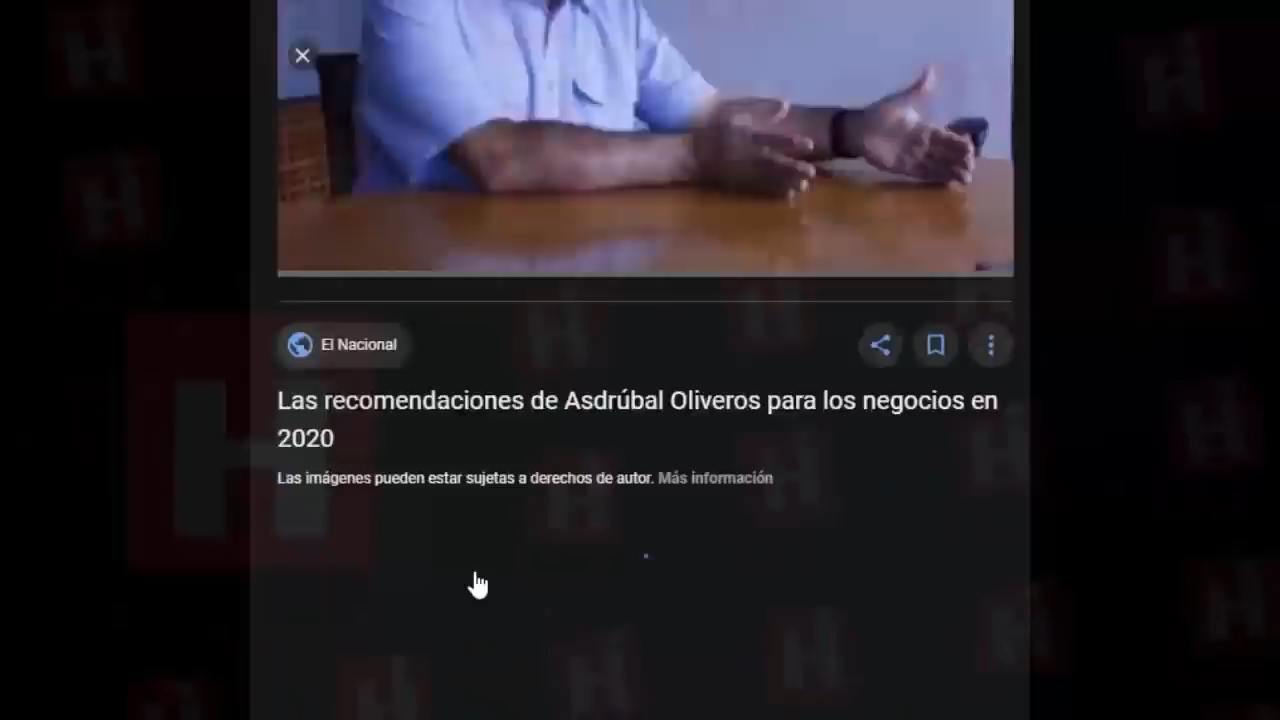 El Nacional
Las recomendaciones de Asdrúbal Oliveros para los negocios en
2020
Las imágenes pueden estar sujetas a derechos de autor. Más información